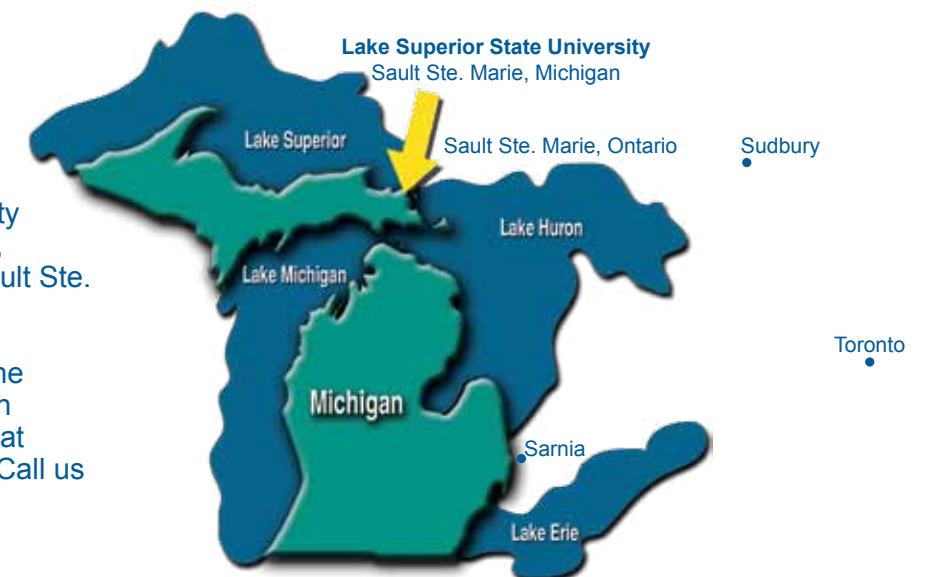 Lake Superior State University
Sault Ste. Marie, Michigan
Lake Superior
Sault Ste. Marie, Ontario
Sudbury
Lake Huron
Lake Michigan
ty
ult Ste.
Toronto
he
Michigan
n
at
Call us
Sarnia
Lake Erie